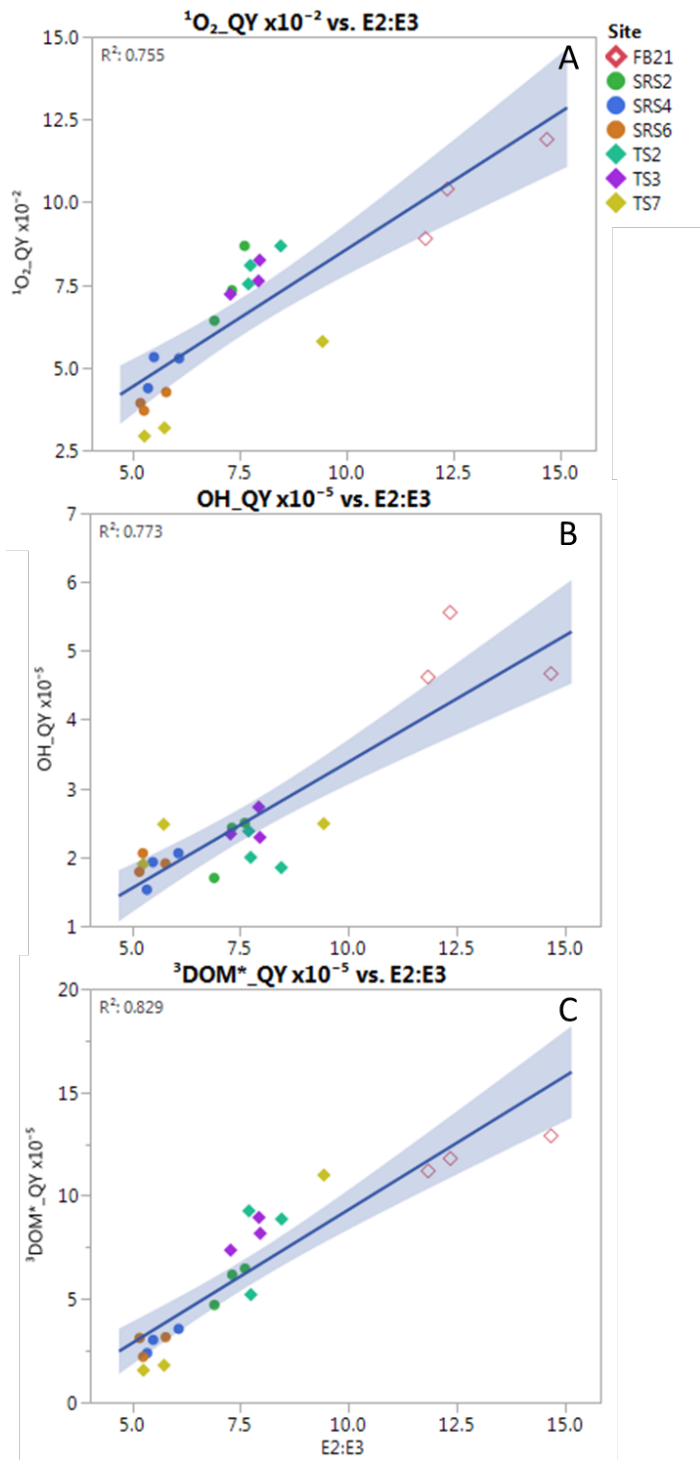 ¹O₂_QY x10⁻² vs. E2:E3
R²: 0.755
A
15.0
12.5
10.0
7.5
5.0
2.5
¹O₂_QY x10⁻²
5.0 7.5 10.0 12.5 15.0
Site
FB21
SRS2
SRS4
SRS6
TS2
TS3
TS7
OH_QY x10⁻⁵ vs. E2:E3
R²: 0.773
B
7
6
5
4
3
2
1
OH_QY x10⁻⁵
5.0 7.5 10.0 12.5 15.0
³DOM*_QY x10⁻⁵ vs. E2:E3
R²: 0.829
C
20
15
10
5
0
³DOM*_QY x10⁻⁵
5.0 7.5 10.0 12.5 15.0
E2:E3